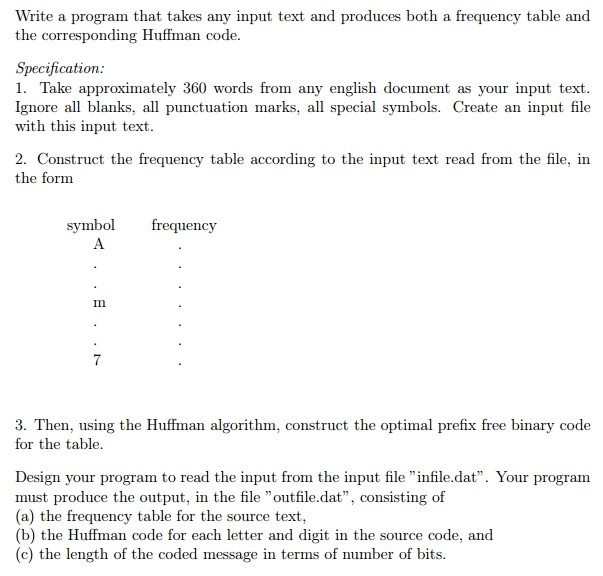 Write a program that takes any input text and produces both a frequency table and
the corresponding Huffman code.
Specification:
1. Take approximately 360 words from any english document as your input text.
Ignore all blanks, all punctuation marks, all special symbols. Create an input file
with this input text.
2. Construct the frequency table according to the input text read from the file, in
the form
symbol frequency
A .
. .
. .
m .
. .
. .
7 .
3. Then, using the Huffman algorithm, construct the optimal prefix free binary code
for the table.
Design your program to read the input from the input file ”infile.dat”. Your program
must produce the output, in the file ”outfile.dat”, consisting of
(a) the frequency table for the source text,
(b) the Huffman code for each letter and digit in the source code, and
(c) the length of the coded message in terms of number of bits.